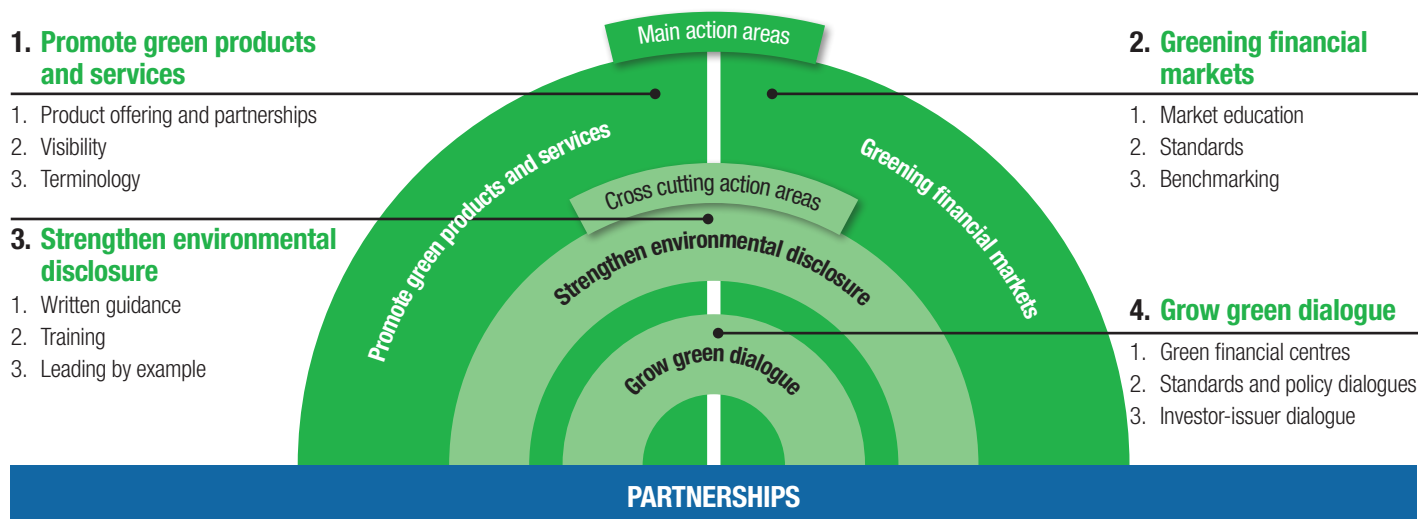 Main action areas
1. Promote green products
and services
1. Product offering and partnerships
2. Visibility
3. Terminology
2. Greening financial
markets
1. Market education
2. Standards
3. Benchmarking
Promote green products and services
Greening financial markets
Cross cutting action areas
3. Strengthen environmental
disclosure
1. Written guidance
2. Training
3. Leading by example
Strengthen environmental disclosure
4. Grow green dialogue
1. Green financial centres
2. Standards and policy dialogues
3. Investor-issuer dialogue
Grow green dialogue
PARTNERSHIPS